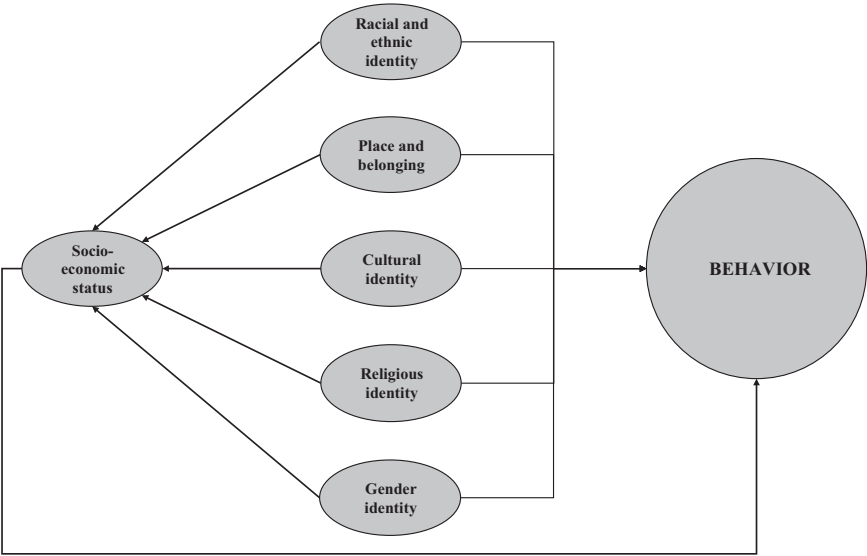 Racial and
ethnic
identity
Place and
belonging
Socio-
economic
status
Cultural
identity
BEHAVIOR
Religious
identity
Gender
identity